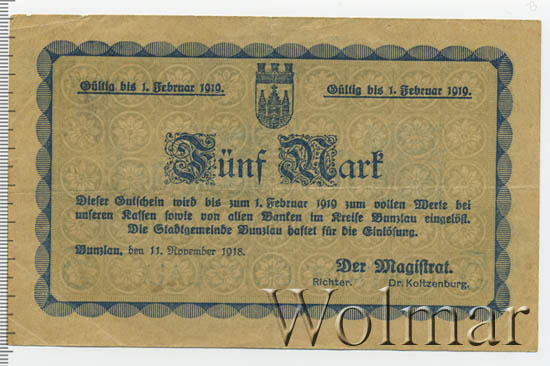 Gültig bis 1. Februar 1919. Gültig bis 1. Februar 1919.
Fünf Mark
Dieser Gutschein wird bis zum 1. Februar 1919 zum vollen Werte bei
unseren Kassen sowie von allen Banken im Kreise Bunzlau eingelöst.
Die Stadtgemeinde Bunzlau haftet für die Einlösung.
Bunzlau, den 11. November 1918.
Der Magistrat.
Richter. Dr. Koltzenburg.
Wolmar